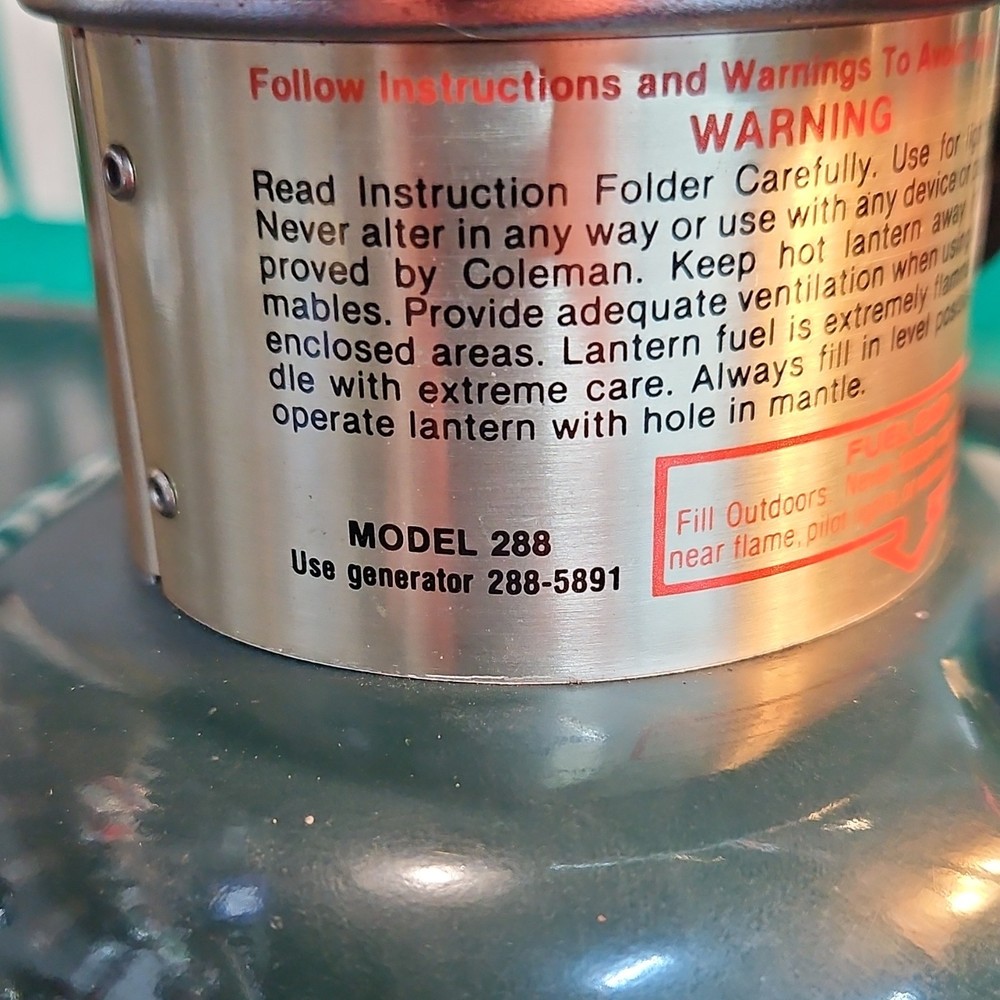 Follow Instructions and Warnings To
WARNING
Read Instruction Folder Carefully. Use for
Never alter in any way or use with any device or
proved by Coleman. Keep hot lantern away
mables. Provide adequate ventilation when
enclosed areas. Lantern fuel is extremely
dle with extreme care. Always fill in level
operate lantern with hole in mantle.
Fill Outdoors
near flame,
MODEL 288
Use generator 288-5891